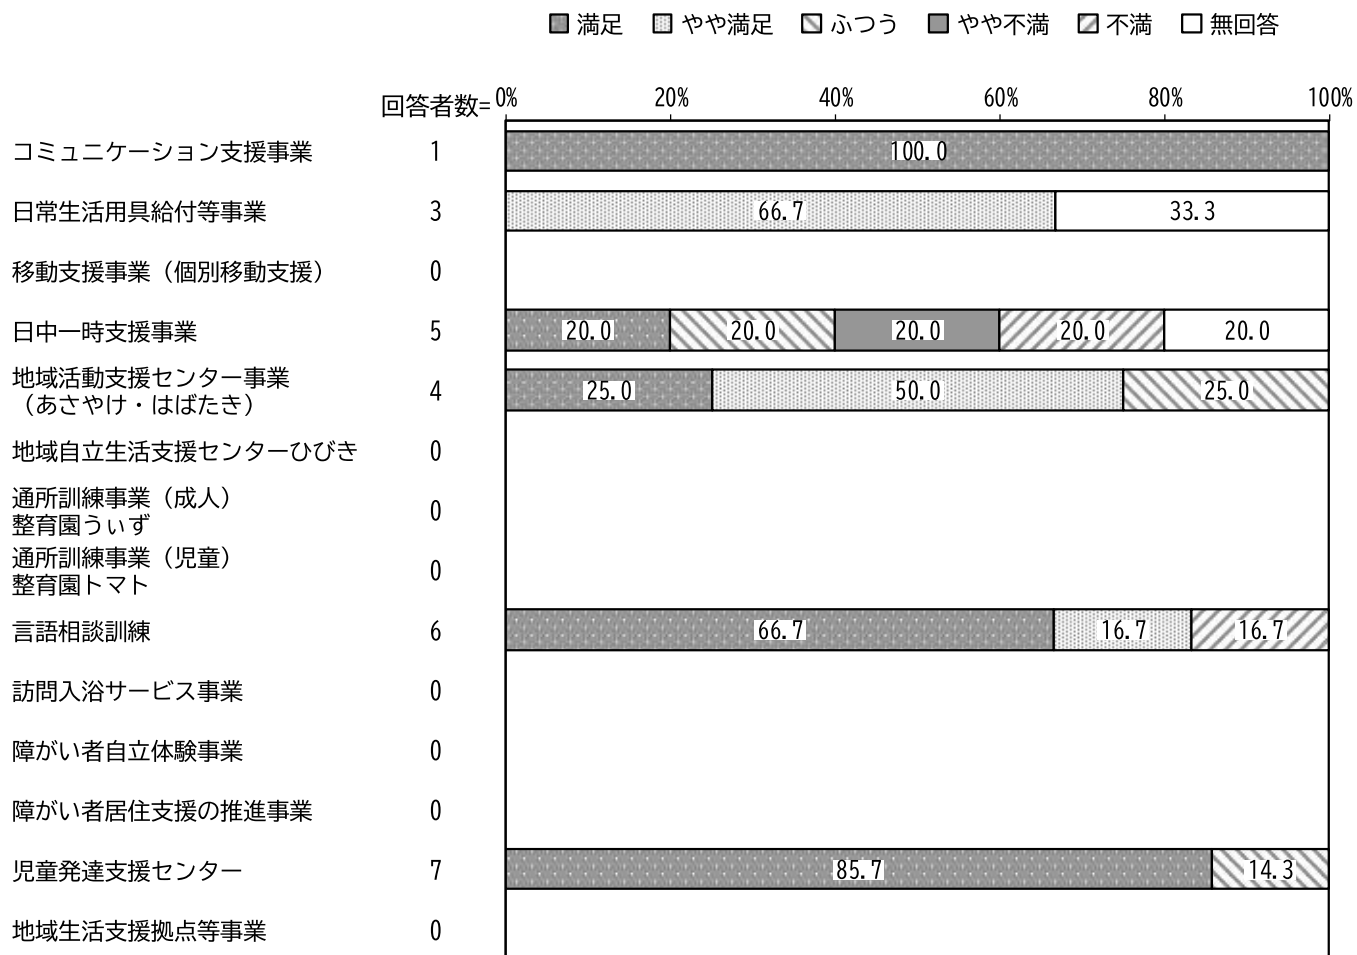 満足 やや満足 ふつう やや不満 不満 無回答
回答者数= 0% 20% 40% 60% 80% 100%
コミュニケーション支援事業 1 100.0
日常生活用具給付等事業 3 66.7 33.3
移動支援事業（個別移動支援） 0
日中一時支援事業 5 20.0 20.0 20.0 20.0 20.0
地域活動支援センター事業
（あさやけ・はばたき） 4 25.0 50.0 25.0
地域自立生活支援センターひびき 0
通所訓練事業（成人）
整育園うぃず 0
通所訓練事業（児童）
整育園トマト 0
言語相談訓練 6 66.7 16.7 16.7
訪問入浴サービス事業 0
障がい者自立体験事業 0
障がい者居住支援の推進事業 0
児童発達支援センター 7 85.7 14.3
地域生活支援拠点等事業 0